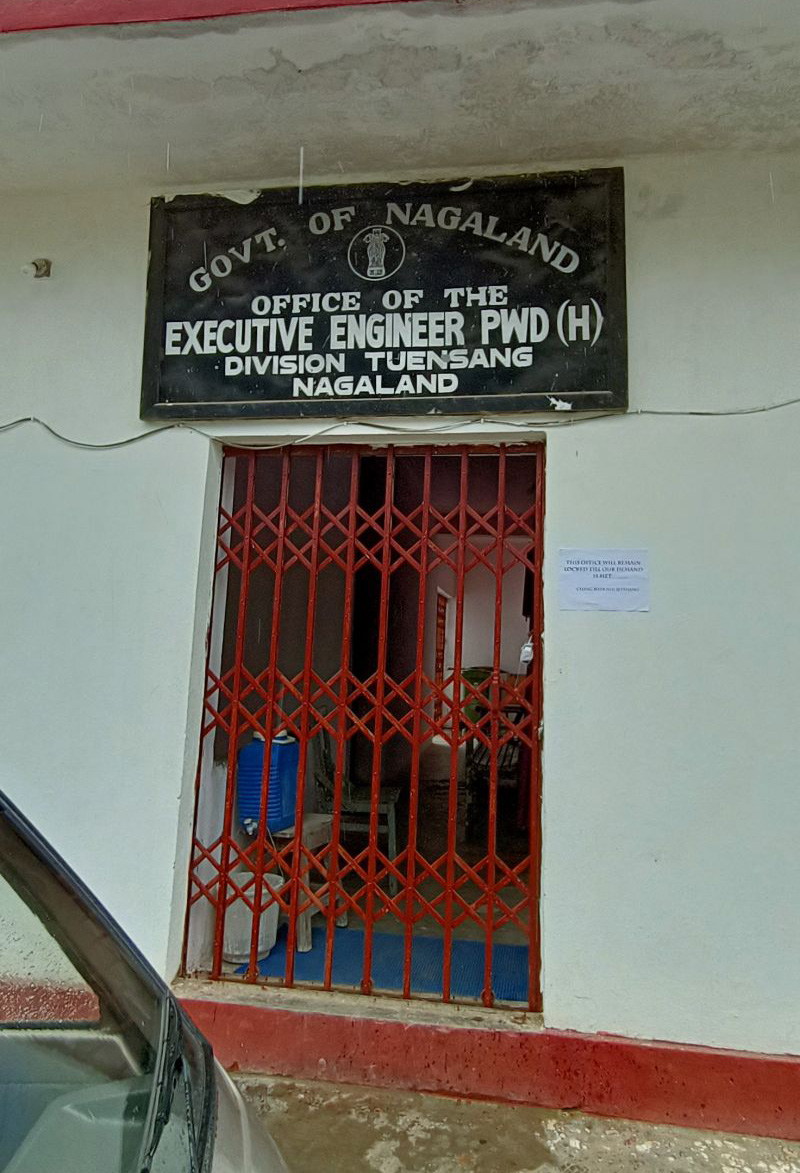 GOVT. OF NAGALAND
OFFICE OF THE
EXECUTIVE ENGINEER PWD (H)
DIVISION TUENSANG
NAGALAND
THIS OFFICE WILL REMAIN
LOCKED TILL OUR DEMAND
IS MET